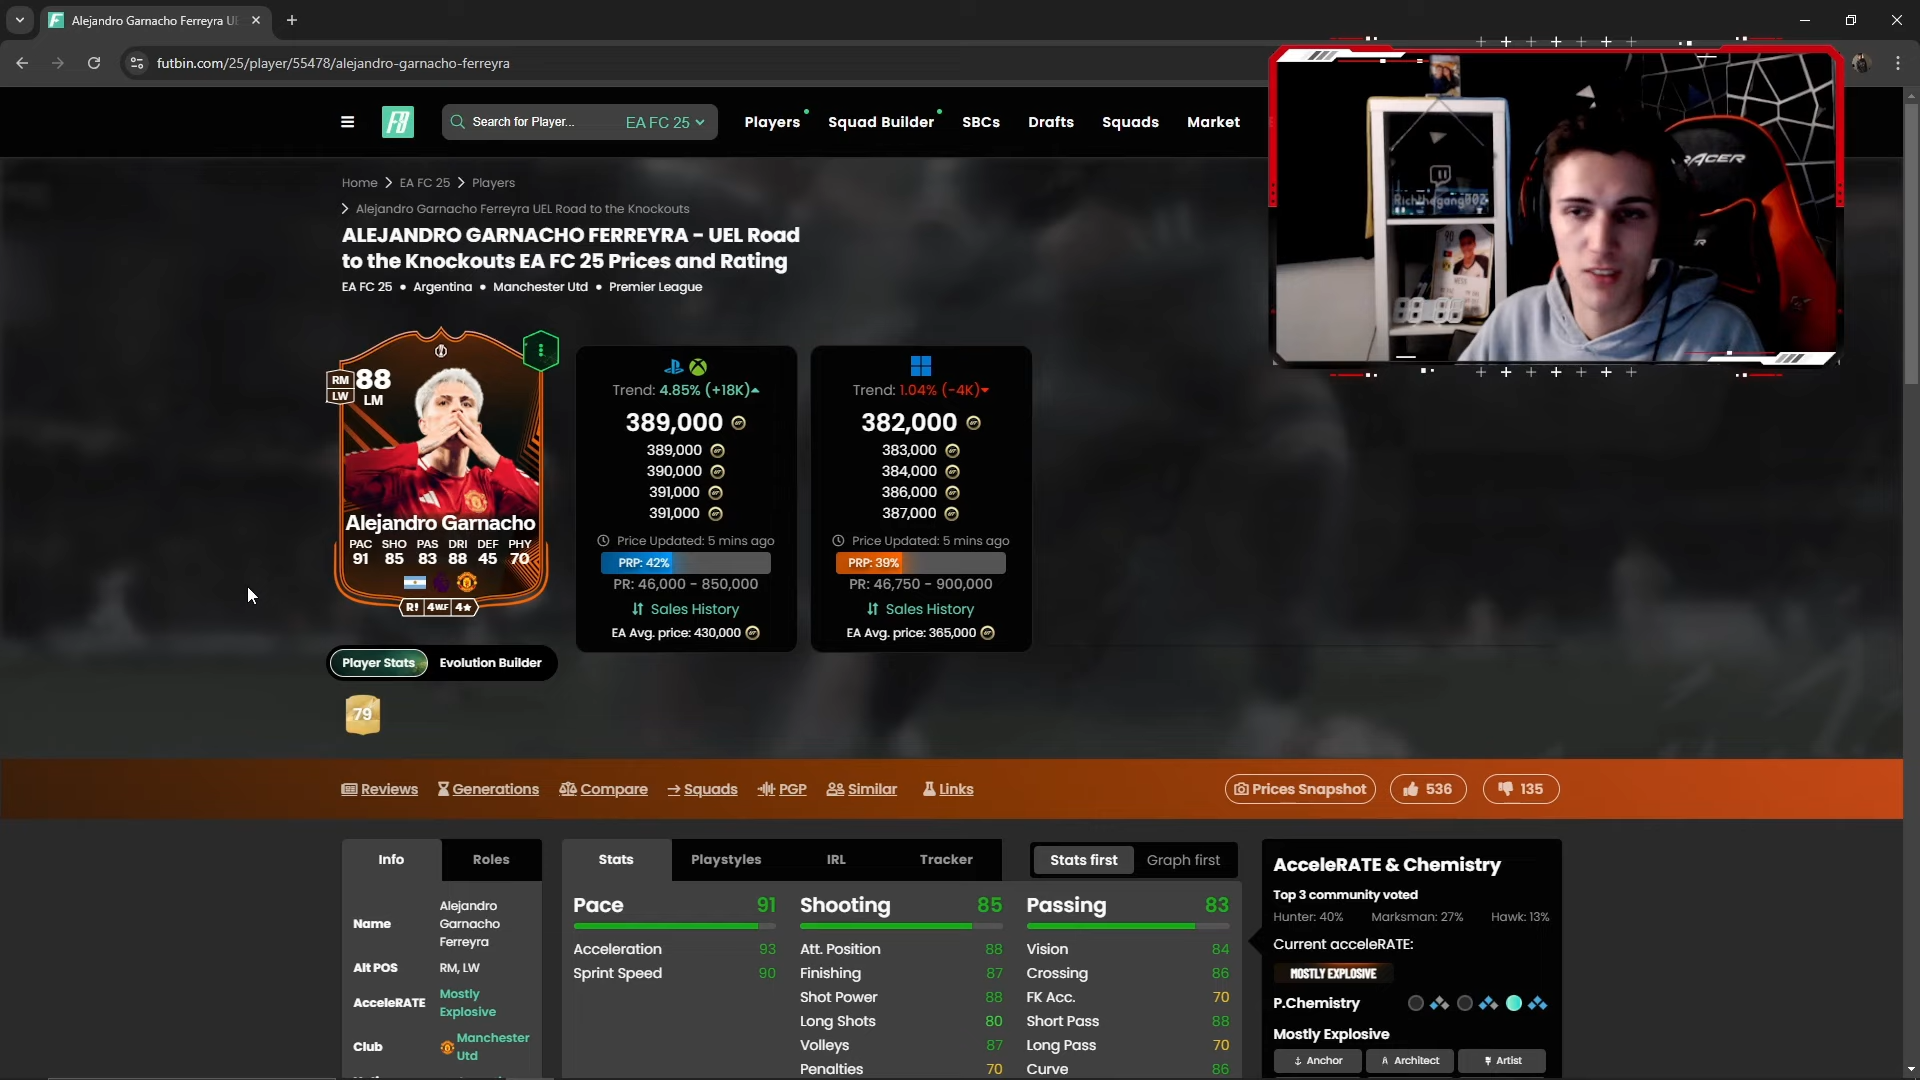 Alejandro Garnacho Ferreyra UE
futbin.com/25/player/55478/alejandro-garnacho-ferreyra
Search for Player...
EA FC 25
Players
Squad Builder
SBCs
Drafts
Squads
Market
Home > EA FC 25 > Players
> Alejandro Garnacho Ferreyra UEL Road to the Knockouts
ALEJANDRO GARNACHO FERREYRA - UEL Road
to the Knockouts EA FC 25 Prices and Rating
EA FC 25 • Argentina • Manchester Utd • Premier League
RM
LW
88
LM
Alejandro Garnacho
PAC SHO PAS DRI DEF PHY
91 85 83 88 45 70
R! 4WF 4★
Trend: 4.85% (+18K)
389,000
389,000
390,000
391,000
391,000
Price Updated: 5 mins ago
PRP: 42%
PR: 46,000 - 850,000
Sales History
EA Avg. price: 430,000
Trend: 1.04% (-4K)
382,000
383,000
384,000
386,000
387,000
Price Updated: 5 mins ago
PRP: 39%
PR: 46,750 - 900,000
Sales History
EA Avg. price: 365,000
ACER
Richthegang002
90
Player Stats
Evolution Builder
79
Reviews
Generations
Compare
Squads
PGP
Similar
Links
Prices Snapshot
536
135
Info
Roles
Name
Alejandro
Garnacho
Ferreyra
Alt POS
RM, LW
AcceleRATE
Mostly
Explosive
Club
Manchester
Utd
Stats
Playstyles
IRL
Tracker
Stats first
Graph first
Pace 91
Acceleration 93
Sprint Speed 90
Shooting 85
Att. Position 88
Finishing 87
Shot Power 88
Long Shots 80
Volleys 87
Penalties 70
Passing 83
Vision 84
Crossing 86
FK Acc. 70
Short Pass 88
Long Pass 70
Curve 86
AcceleRATE & Chemistry
Top 3 community voted
Hunter: 40% Marksman: 27% Hawk: 13%
Current acceleRATE:
MOSTLY EXPLOSIVE
P.Chemistry
Mostly Explosive
Anchor
Architect
Artist